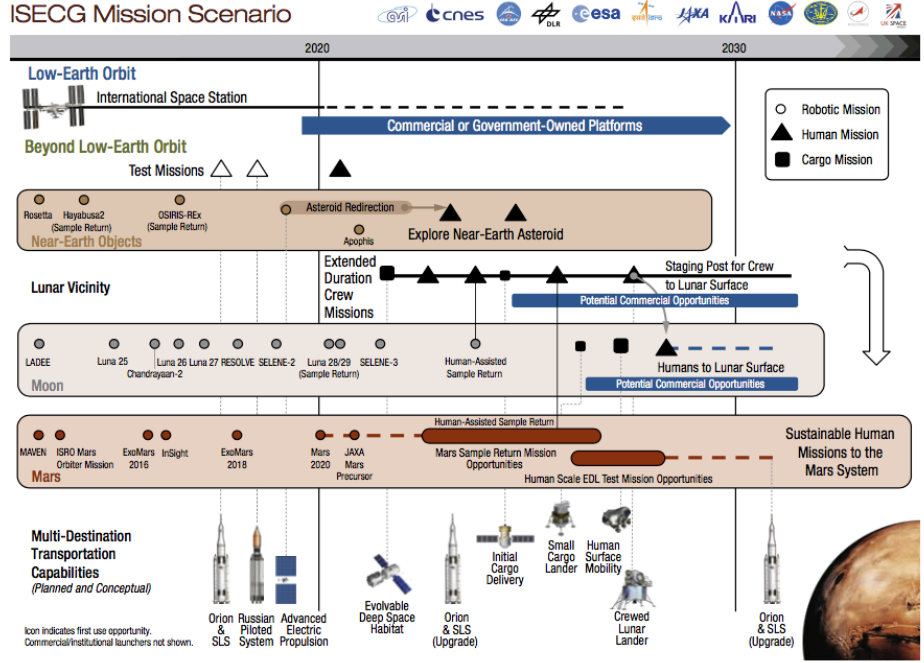 ISECG Mission Scenario
asi cnes DLR esa JAXA KARI NASA UK SPACE
2020 2030
Low-Earth Orbit
International Space Station
Commercial or Government-Owned Platforms
Robotic Mission
Human Mission
Cargo Mission
Beyond Low-Earth Orbit
Test Missions
Rosetta Hayabusa2 OSIRIS-REx Asteroid Redirection
(Sample Return) (Sample Return)
Apophis Explore Near-Earth Asteroid
Near-Earth Objects
Lunar Vicinity
Extended
Duration
Crew
Missions
Staging Post for Crew
to Lunar Surface
Potential Commercial Opportunities
LADEE Luna 25 Luna 26 Luna 27 RESOLVE SELENE-2 Luna 28/29 SELENE-3 Human-Assisted
Chandrayaan-2 (Sample Return) Sample Return
Humans to Lunar Surface
Moon
Potential Commercial Opportunities
Human-Assisted Sample Return
MAVEN ISRO Mars ExoMars InSight ExoMars Mars JAXA
Orbiter Mission 2016 2018 2020 Mars
Precursor
Mars Sample Return Mission
Opportunities
Human Scale EDL Test Mission Opportunities
Sustainable Human
Missions to the
Mars System
Mars
Multi-Destination
Transportation
Capabilities
(Planned and Conceptual)
Icon indicates first use opportunity.
Commercial/institutional launchers not shown.
Orion
&
SLS
Russian
Piloted
System
Advanced
Electric
Propulsion
Evolvable
Deep Space
Habitat
Orion
& SLS
(Upgrade)
Initial
Cargo
Delivery
Small
Cargo
Lander
Human
Surface
Mobility
Crewed
Lunar
Lander
Orion
& SLS
(Upgrade)